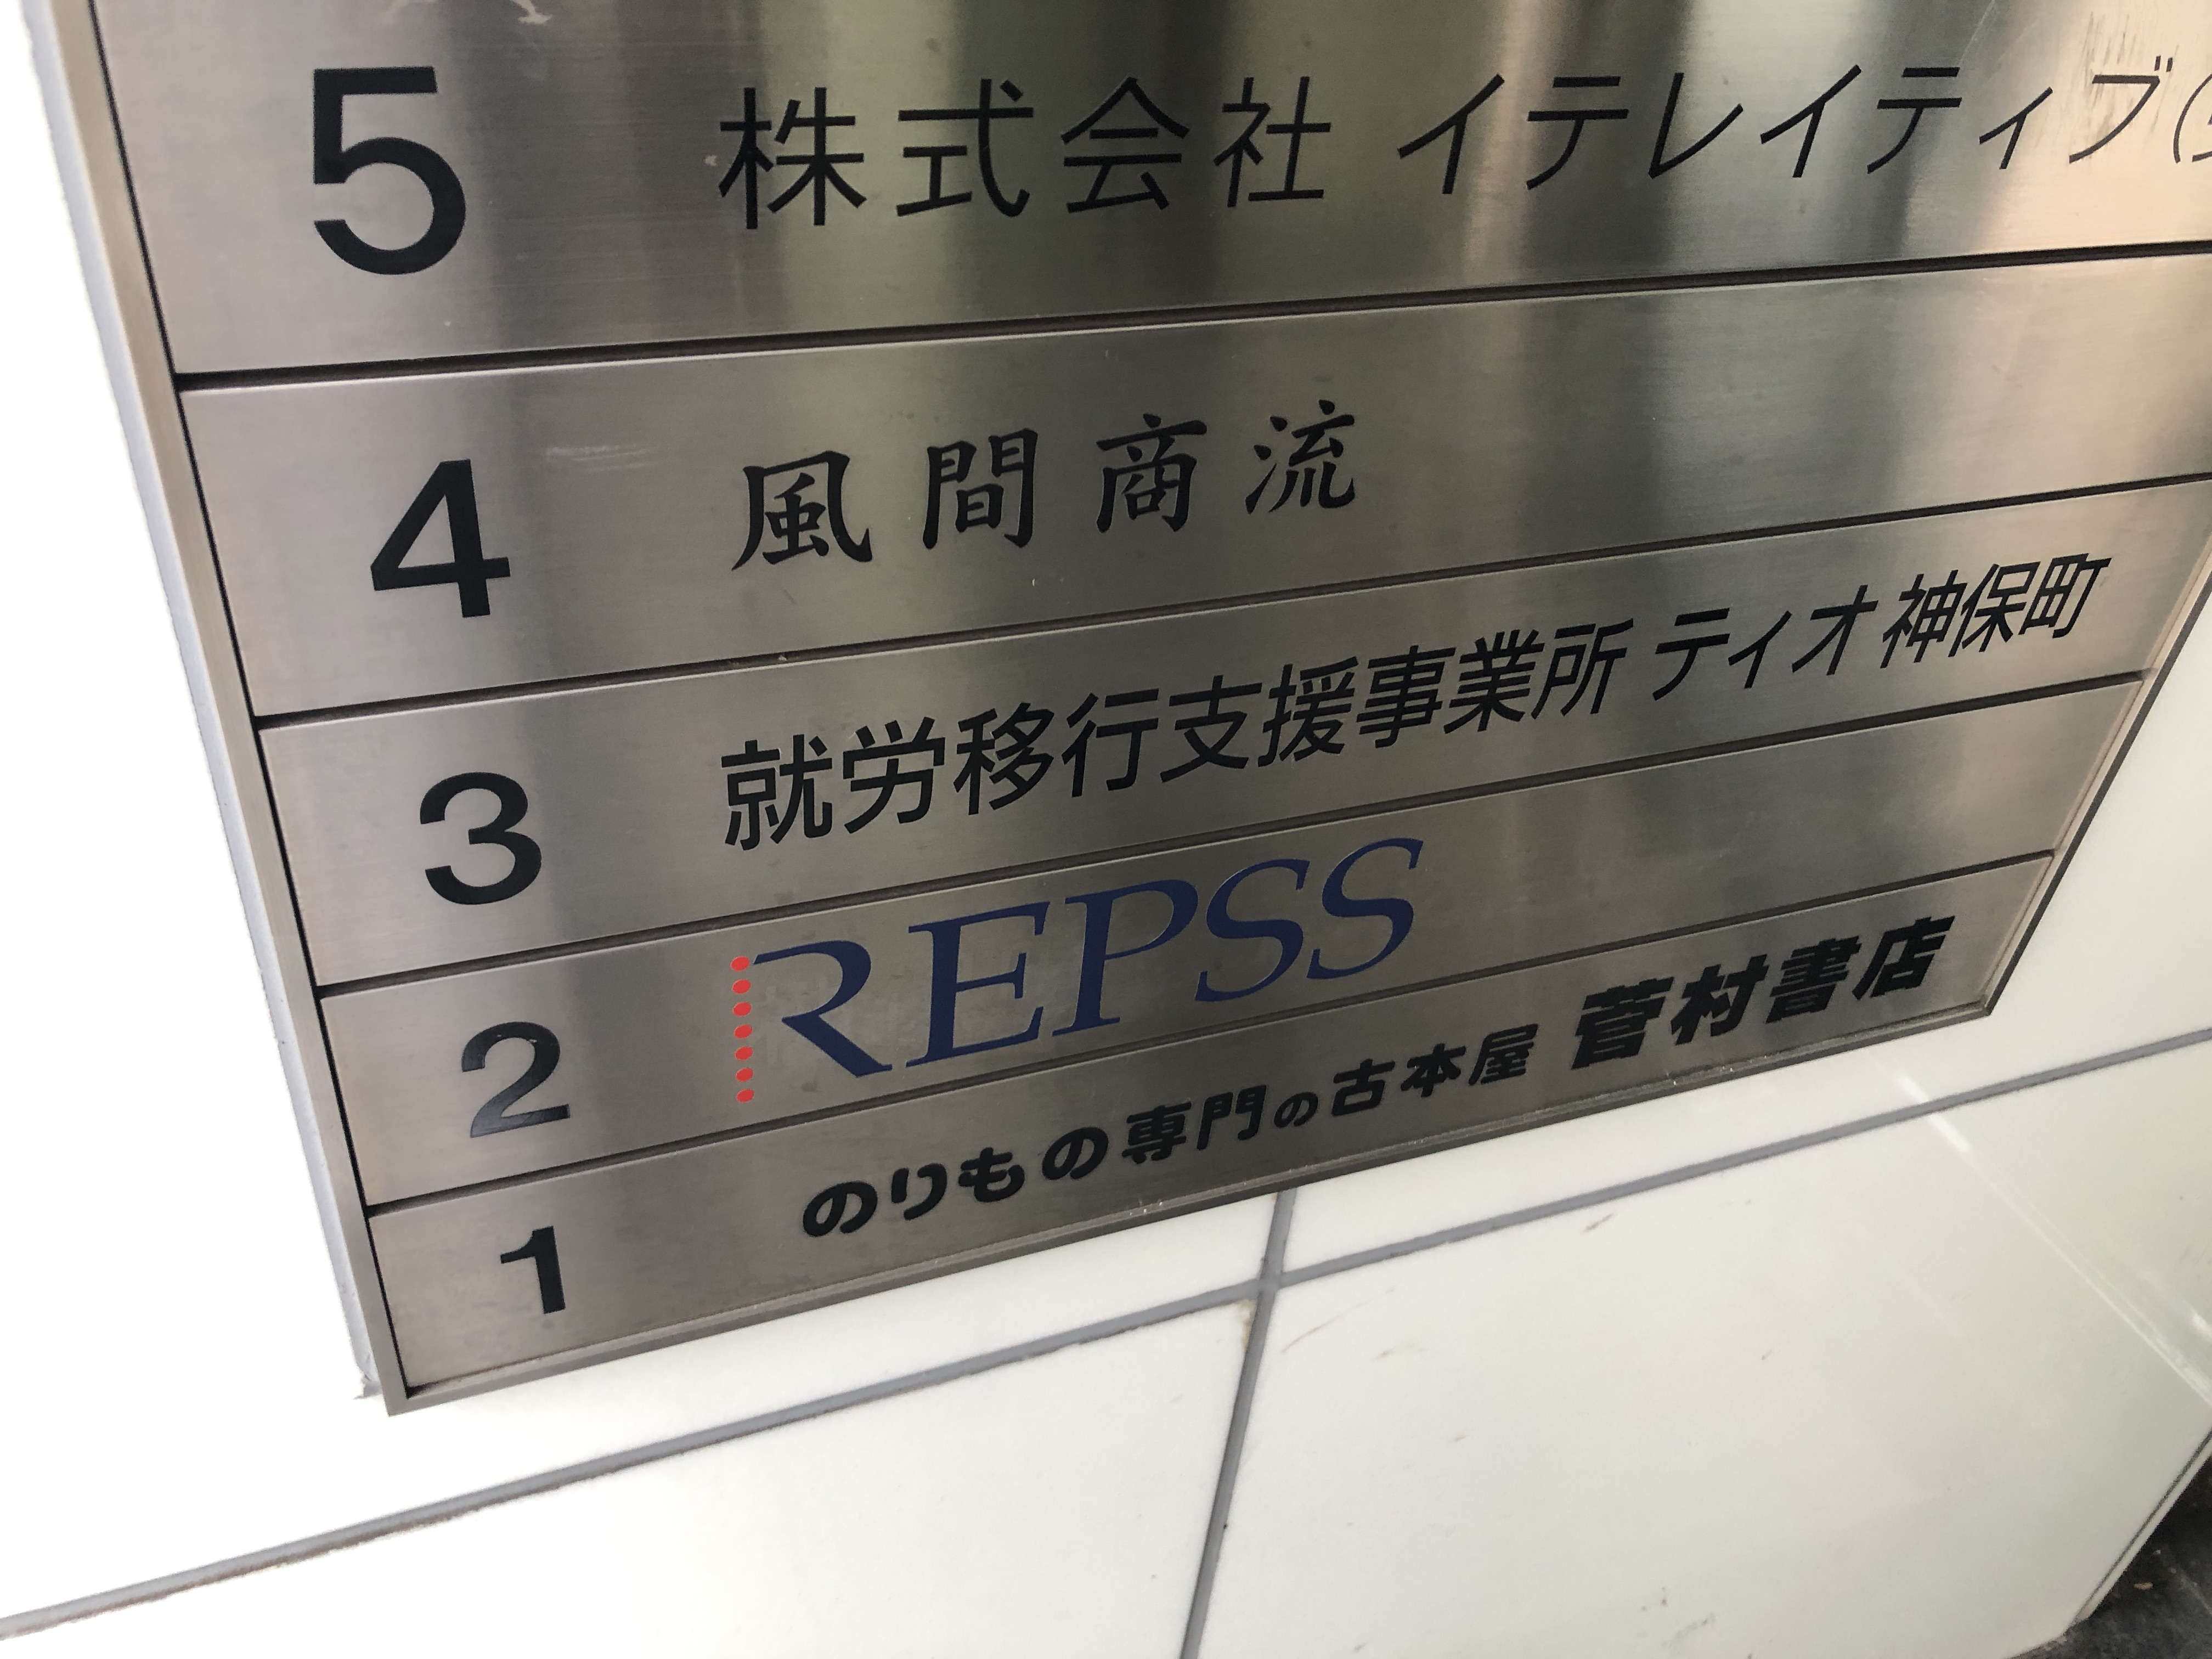 5 株式会社 イテレイティブ(
4 風間商流
3 就労移行支援事業所 ティオ 神保町
2 REPSS
1 のりもの専門の古本屋 菅村書店